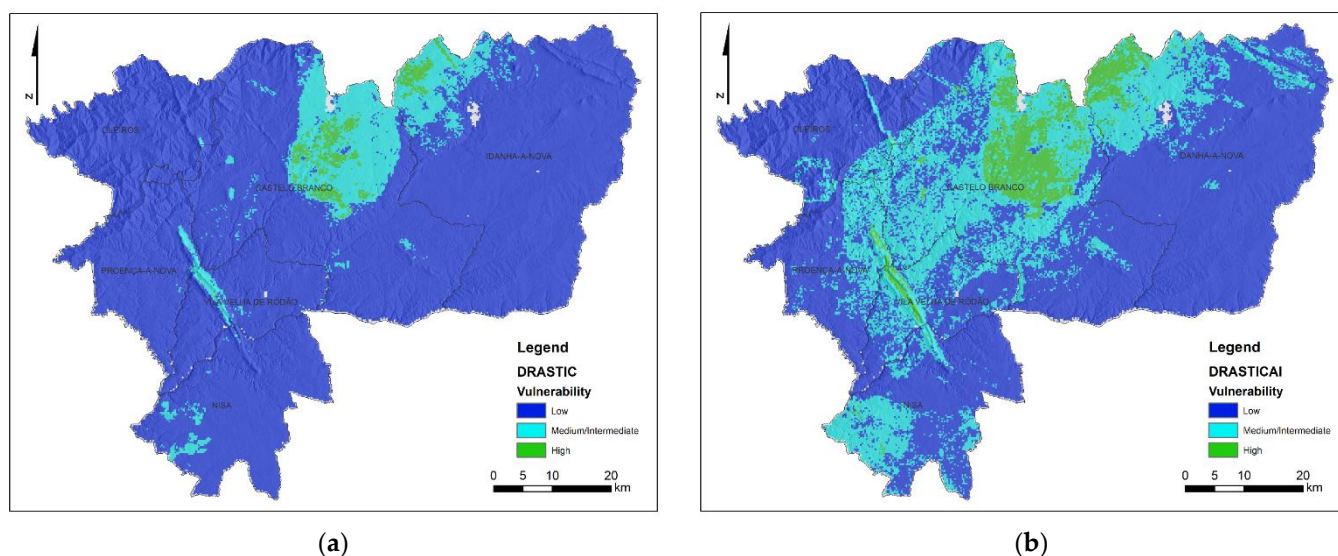 N
OLEIROS
IDANHA-A-NOVA
CASTELO BRANCO
PROENÇA-A-NOVA
VILA VELHA DE RODÃO
NISA
Legend
DRASTIC
Vulnerability
Low
Medium/Intermediate
High
0 5 10 20
km
(a)
N
OLEIROS
DANHA-A-NOVA
CASTELO BRANCO
PROENÇA-A-NOVA
VILA VELHA DE RODÃO
NISA
Legend
DRASTICAI
Vulnerability
Low
Medium/Intermediate
High
0 5 10 20
km
(b)